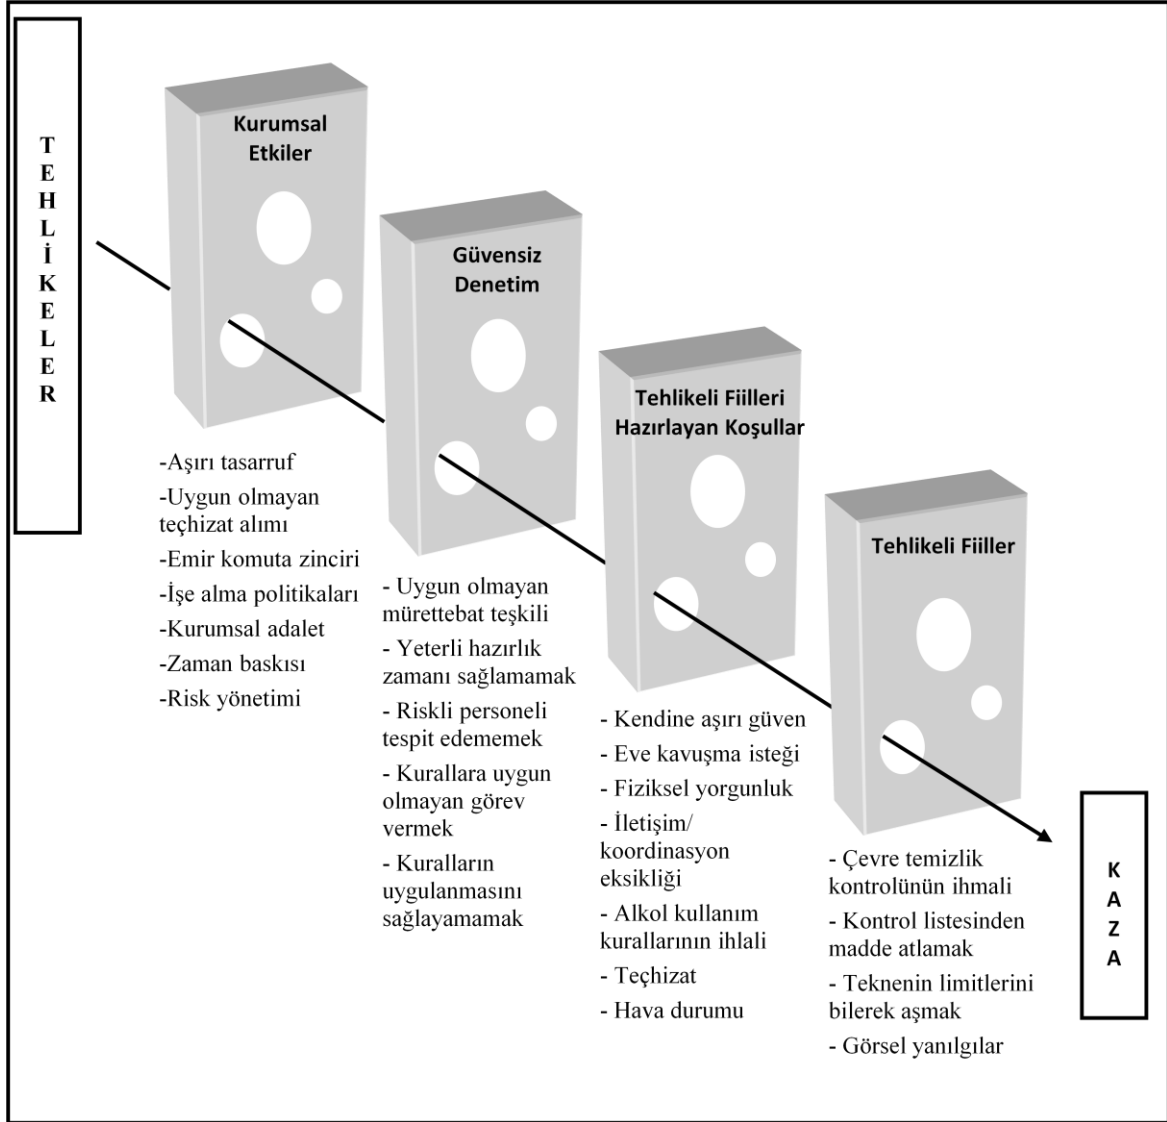 TEHLİKELER
Kurumsal
Etkiler
-Aşırı tasarruf
-Uygun olmayan
teçhizat alımı
-Emir komuta zinciri
-İşe alma politikaları
-Kurumsal adalet
-Zaman baskısı
-Risk yönetimi
Güvensiz
Denetim
- Uygun olmayan
mürettebat teşkili
- Yeterli hazırlık
zamanı sağlamamak
- Riskli personeli
tespit edememek
- Kurallara uygun
olmayan görev
vermek
- Kuralların
uygulanmasını
sağlayamamak
Tehlikeli Fiilleri
Hazırlayan Koşullar
- Kendine aşırı güven
- Eve kavuşma isteği
- Fiziksel yorgunluk
- İletişim/
koordinasyon
eksikliği
- Alkol kullanım
kurallarının ihlali
- Teçhizat
- Hava durumu
Tehlikeli Fiiller
- Çevre temizlik
kontrolünün ihmali
- Kontrol listesinden
madde atlamak
- Teknenin limitlerini
bilerek aşmak
- Görsel yanılgılar
KAZA